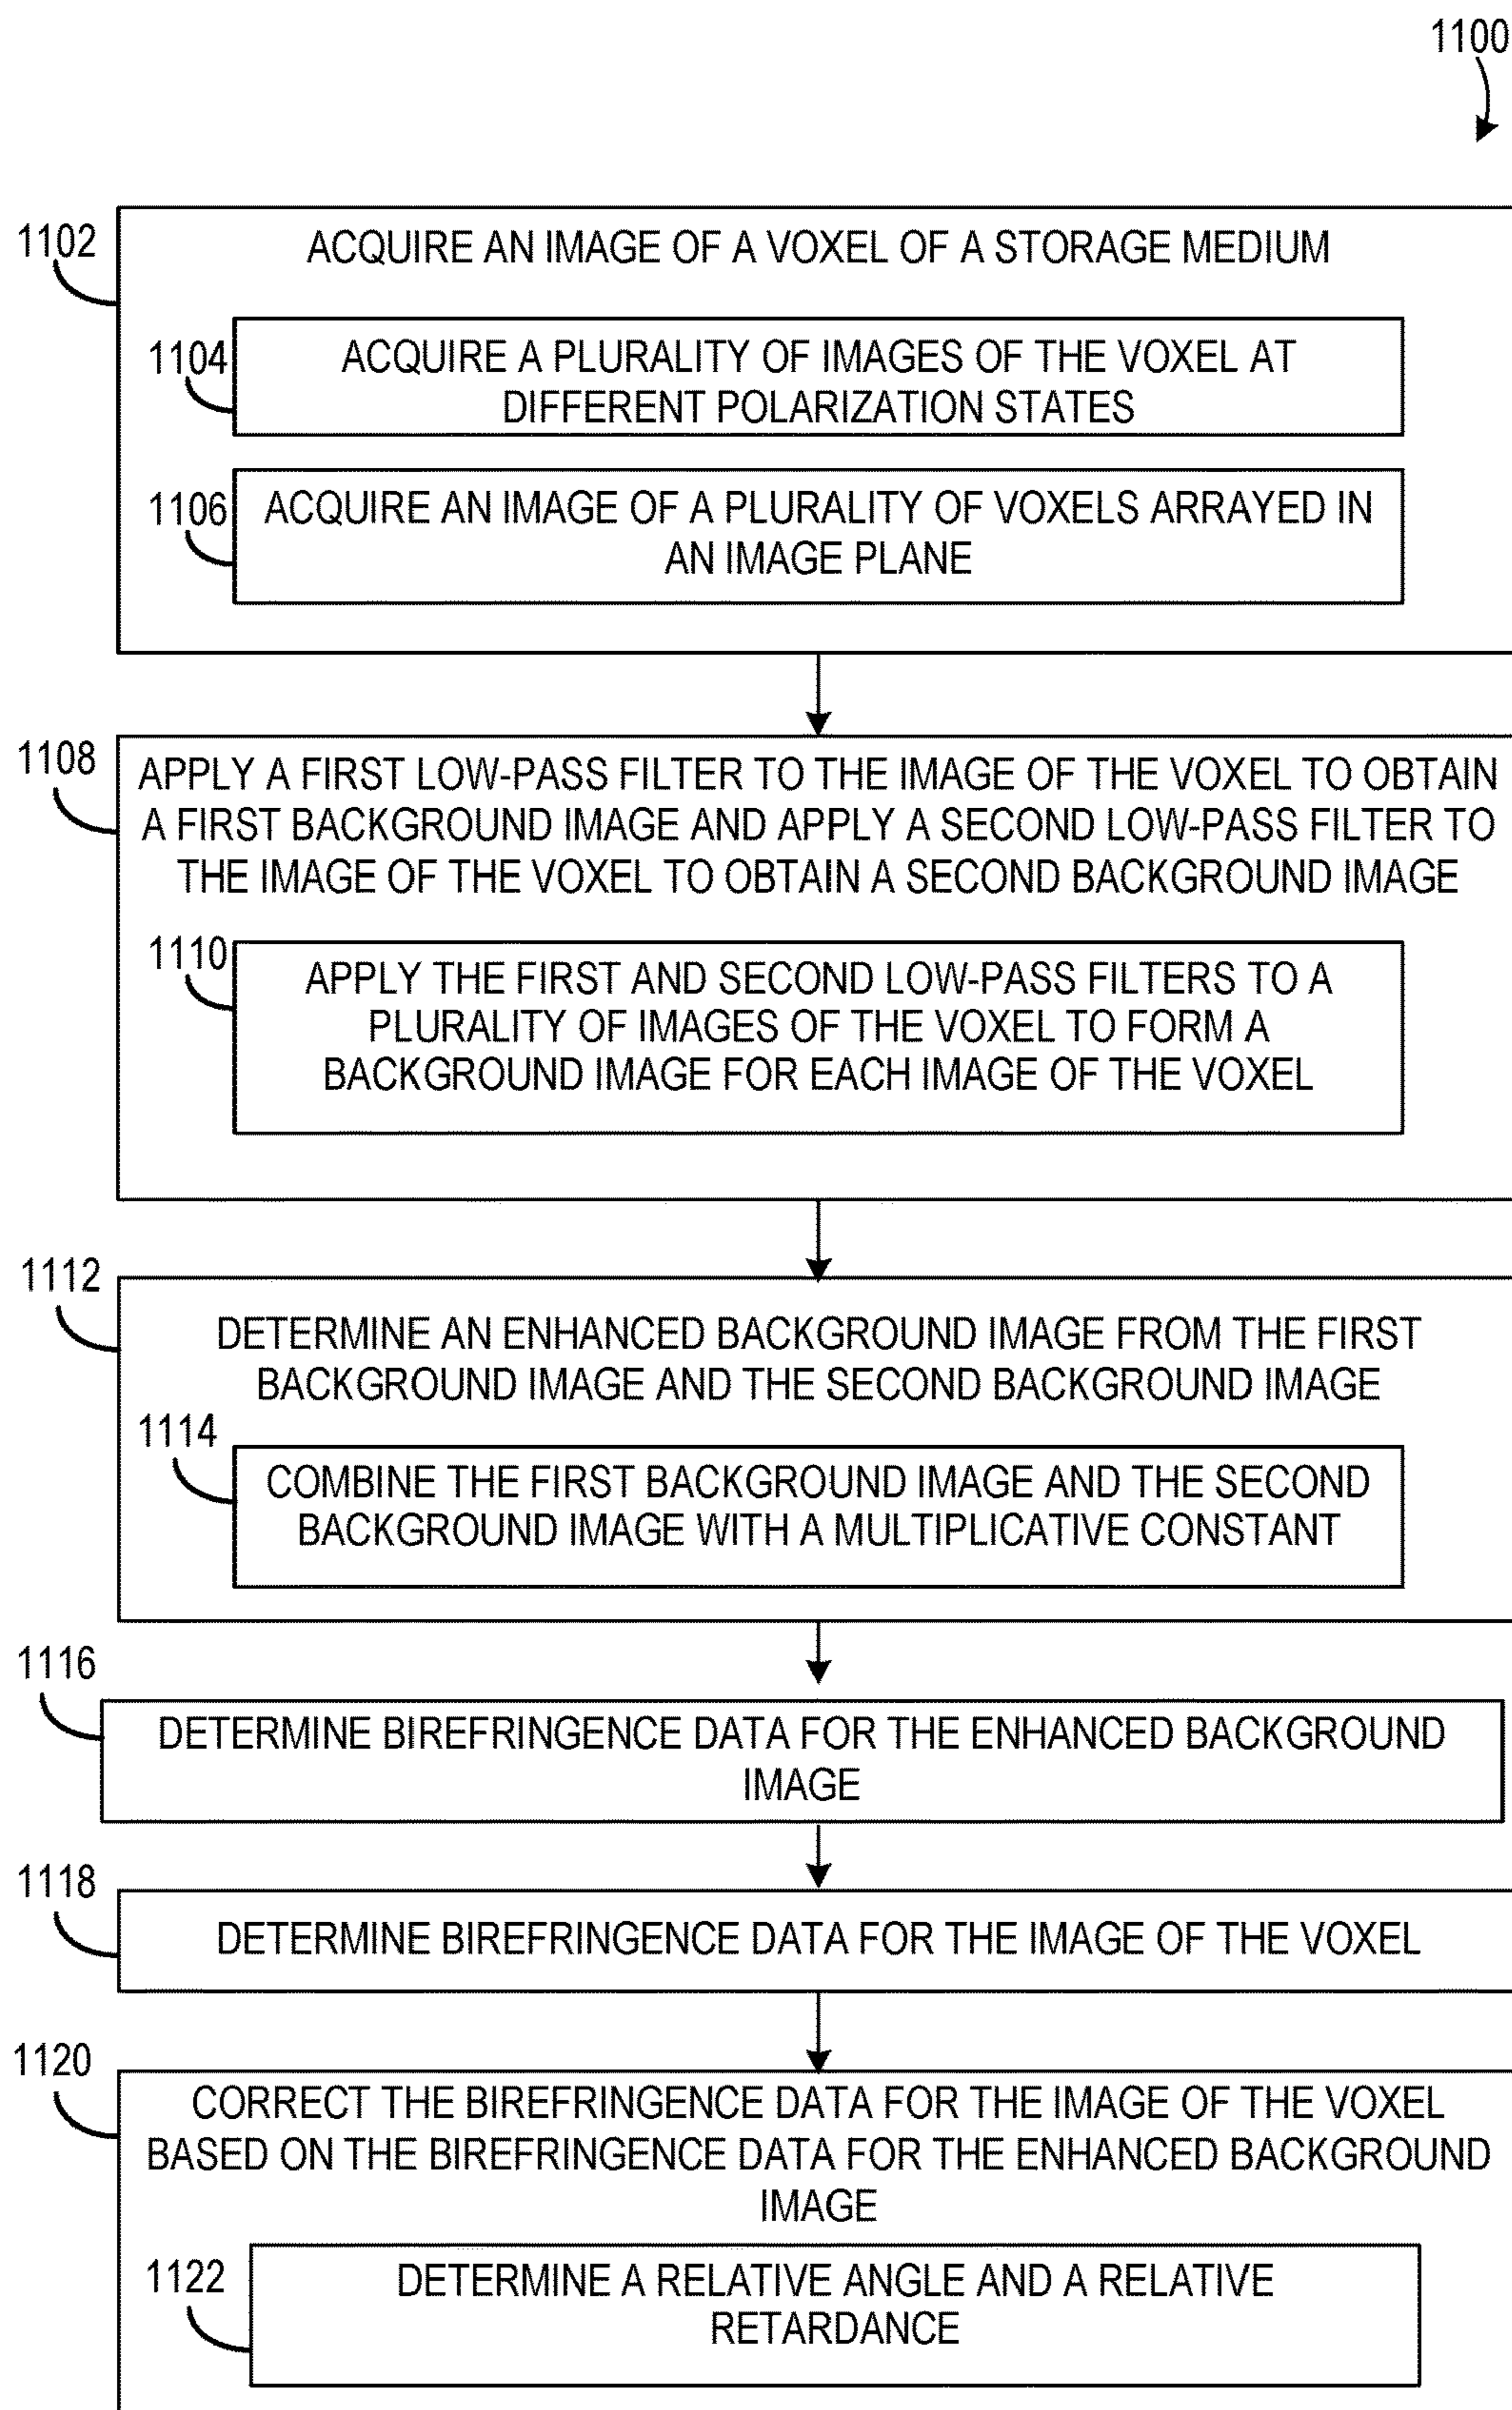 1100
1102
ACQUIRE AN IMAGE OF A VOXEL OF A STORAGE MEDIUM
1104
ACQUIRE A PLURALITY OF IMAGES OF THE VOXEL AT
DIFFERENT POLARIZATION STATES
1106
ACQUIRE AN IMAGE OF A PLURALITY OF VOXELS ARRAYED IN
AN IMAGE PLANE
1108
APPLY A FIRST LOW-PASS FILTER TO THE IMAGE OF THE VOXEL TO OBTAIN
A FIRST BACKGROUND IMAGE AND APPLY A SECOND LOW-PASS FILTER TO
THE IMAGE OF THE VOXEL TO OBTAIN A SECOND BACKGROUND IMAGE
1110
APPLY THE FIRST AND SECOND LOW-PASS FILTERS TO A
PLURALITY OF IMAGES OF THE VOXEL TO FORM A
BACKGROUND IMAGE FOR EACH IMAGE OF THE VOXEL
1112
DETERMINE AN ENHANCED BACKGROUND IMAGE FROM THE FIRST
BACKGROUND IMAGE AND THE SECOND BACKGROUND IMAGE
1114
COMBINE THE FIRST BACKGROUND IMAGE AND THE SECOND
BACKGROUND IMAGE WITH A MULTIPLICATIVE CONSTANT
1116
DETERMINE BIREFRINGENCE DATA FOR THE ENHANCED BACKGROUND
IMAGE
1118
DETERMINE BIREFRINGENCE DATA FOR THE IMAGE OF THE VOXEL
1120
CORRECT THE BIREFRINGENCE DATA FOR THE IMAGE OF THE VOXEL
BASED ON THE BIREFRINGENCE DATA FOR THE ENHANCED BACKGROUND
IMAGE
1122
DETERMINE A RELATIVE ANGLE AND A RELATIVE
RETARDANCE